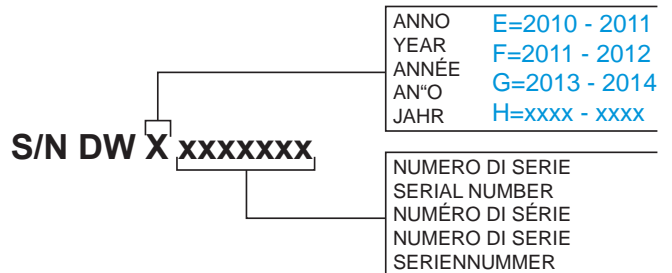 ANNO
YEAR
ANNÉE
AN“O
JAHR
E=2010 - 2011
F=2011 - 2012
G=2013 - 2014
H=xxxx - xxxx
S/N DW X xxxxxxx
NUMERO DI SERIE
SERIAL NUMBER
NUMÉRO DI SÉRIE
NUMERO DI SERIE
SERIENNUMMER